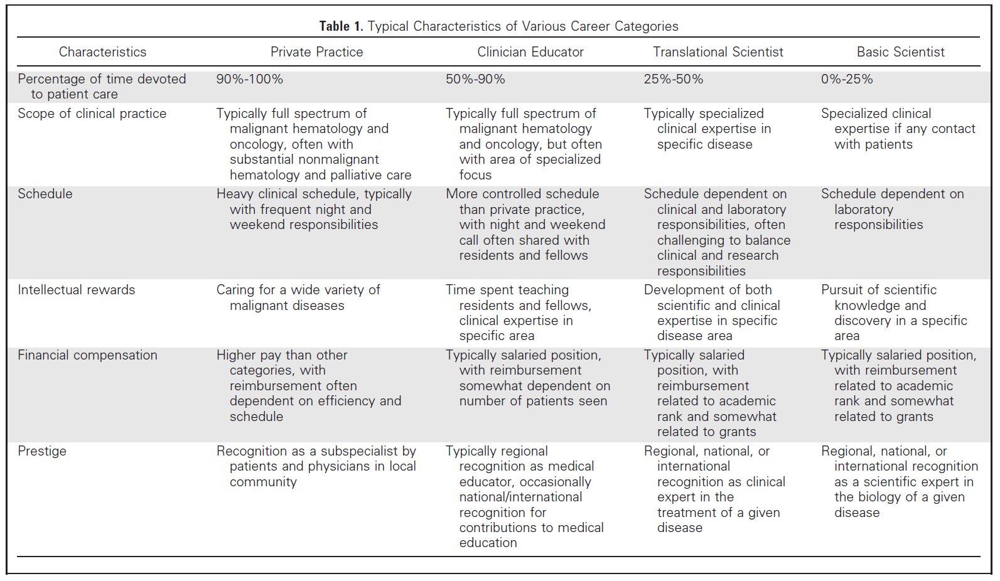 Table 1. Typical Characteristics of Various Career Categories
Characteristics
Private Practice
Clinician Educator
Translational Scientist
Basic Scientist
Percentage of time devoted
to patient care
90%-100%
50%-90%
25%-50%
0%-25%
Scope of clinical practice
Typically full spectrum of
malignant hematology and
oncology, often with
substantial nonmalignant
hematology and palliative care
Typically full spectrum of
malignant hematology
and oncology, but often
with area of specialized
focus
Typically specialized
clinical expertise in
specific disease
Specialized clinical
expertise if any contact
with patients
Schedule
Heavy clinical schedule, typically
with frequent night and
weekend responsibilities
More controlled schedule
than private practice,
with night and weekend
call often shared with
residents and fellows
Schedule dependent on
clinical and laboratory
responsibilities, often
challenging to balance
clinical and research
responsibilities
Schedule dependent on
laboratory
responsibilities
Intellectual rewards
Caring for a wide variety of
malignant diseases
Time spent teaching
residents and fellows,
clinical expertise in
specific area
Development of both
scientific and clinical
expertise in specific
disease area
Pursuit of scientific
knowledge and
discovery in a specific
area
Financial compensation
Higher pay than other
categories, with
reimbursement often
dependent on efficiency and
schedule
Typically salaried position,
with reimbursement
somewhat dependent on
number of patients seen
Typically salaried
position, with
reimbursement
related to academic
rank and somewhat
related to grants
Typically salaried position,
with reimbursement
related to academic
rank and somewhat
related to grants
Prestige
Recognition as a subspecialist by
patients and physicians in local
community
Typically regional
recognition as medical
educator, occasionally
national/international
recognition for
contributions to medical
education
Regional, national, or
international
recognition as clinical
expert in the
treatment of a given
disease
Regional, national, or
international recognition
as a scientific expert in
the biology of a given
disease